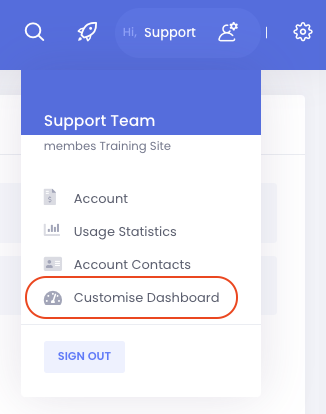 Hi, Support
Support Team
membes Training Site
Account
Usage Statistics
Account Contacts
Customise Dashboard
SIGN OUT